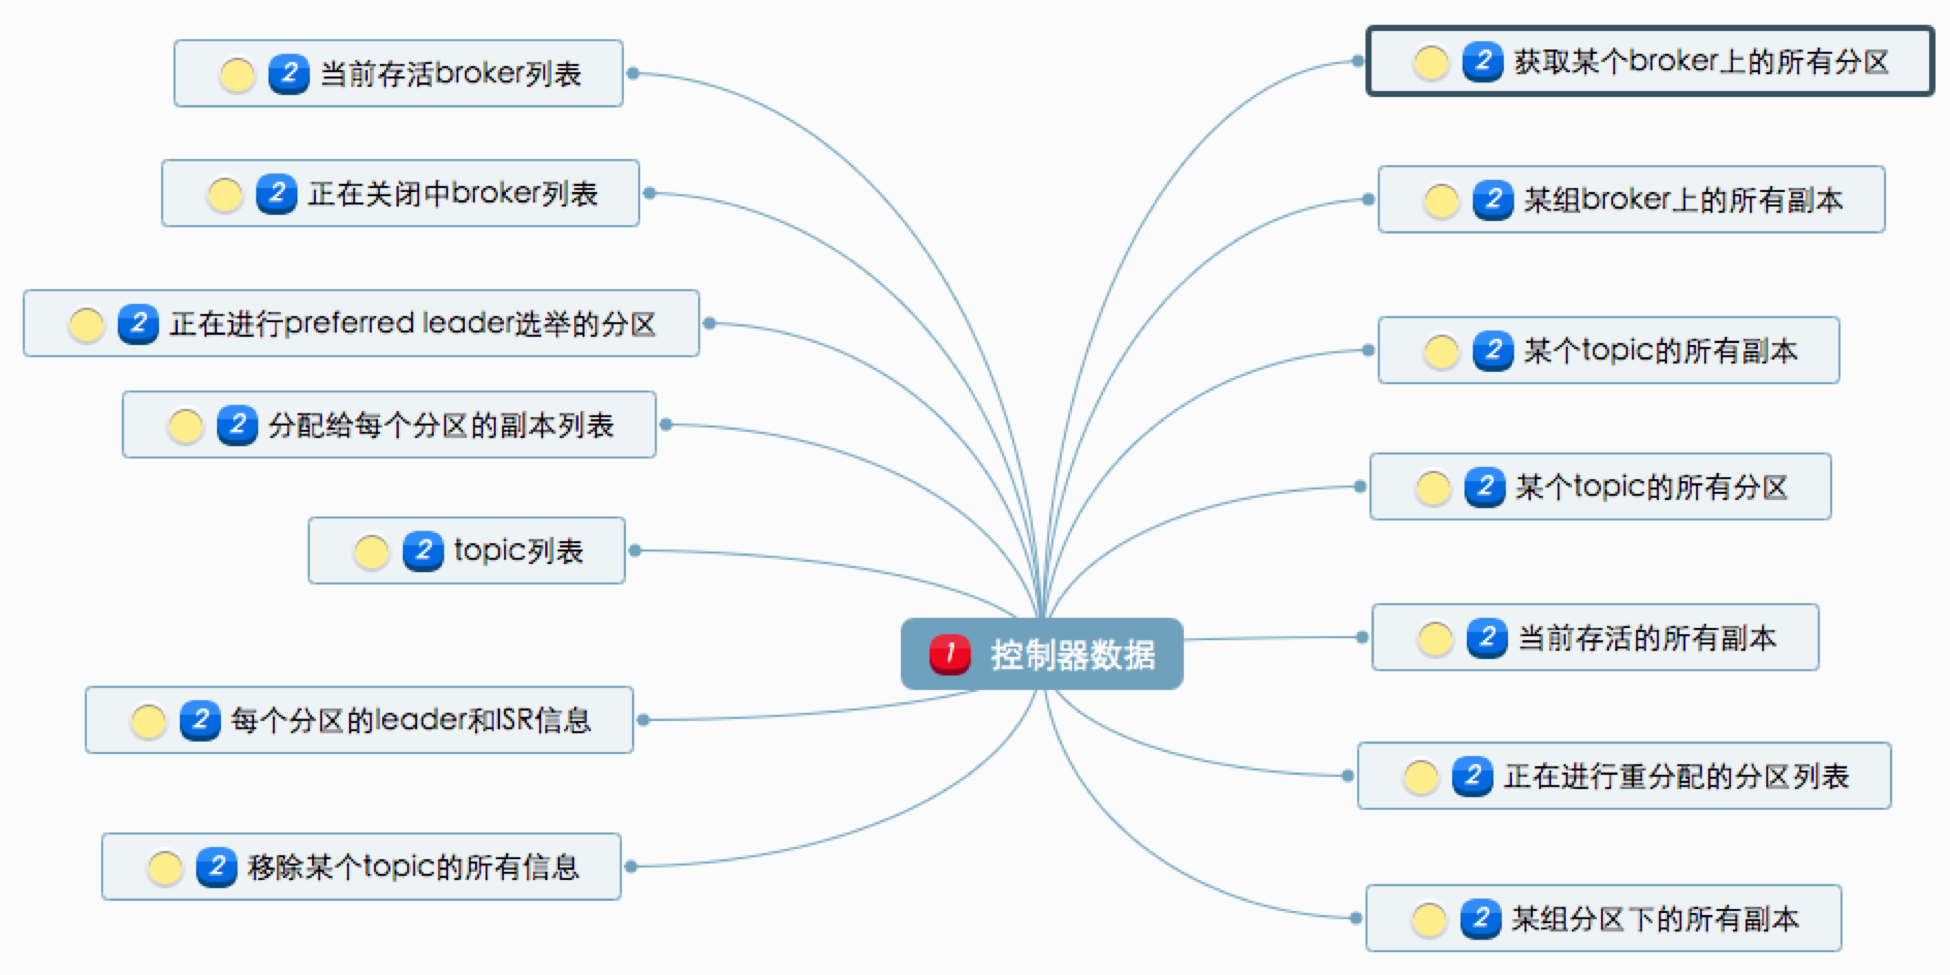 2 当前存活broker列表
2 正在关闭中broker列表
2 正在进行preferred leader选举的分区
2 分配给每个分区的副本列表
2 topic列表
2 每个分区的leader和ISR信息
2 移除某个topic的所有信息
1 控制器数据
2 获取某个broker上的所有分区
2 某组broker上的所有副本
2 某个topic的所有副本
2 某个topic的所有分区
2 当前存活的所有副本
2 正在进行重分配的分区列表
2 某组分区下的所有副本